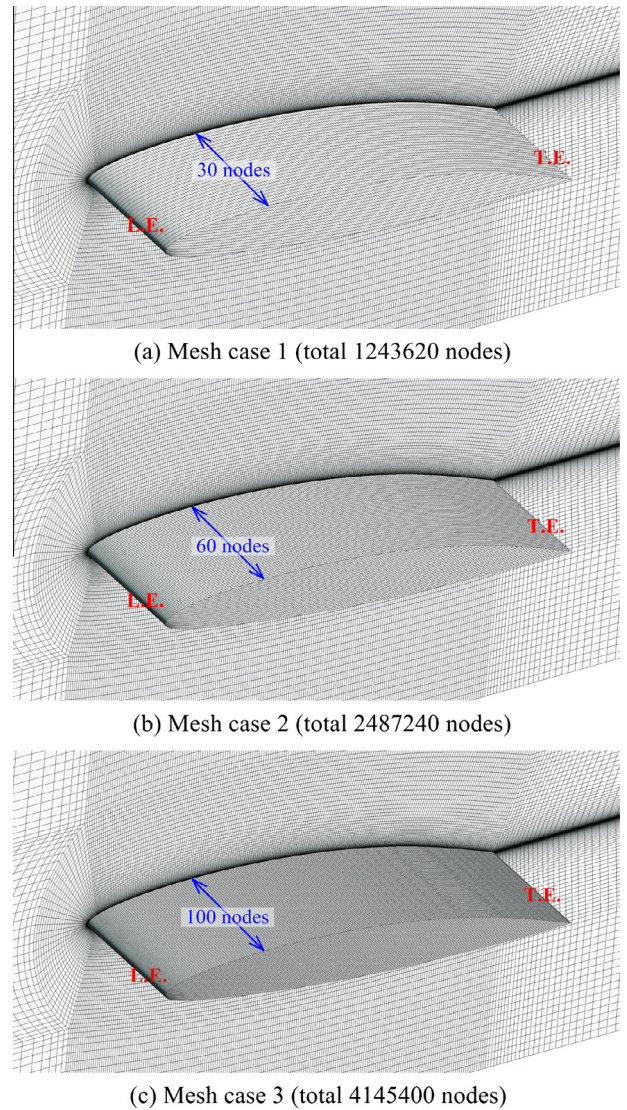 T.E.
30 nodes
L.E.
(a) Mesh case 1 (total 1243620 nodes)
T.E.
60 nodes
L.E.
(b) Mesh case 2 (total 2487240 nodes)
T.E.
100 nodes
L.E.
(c) Mesh case 3 (total 4145400 nodes)